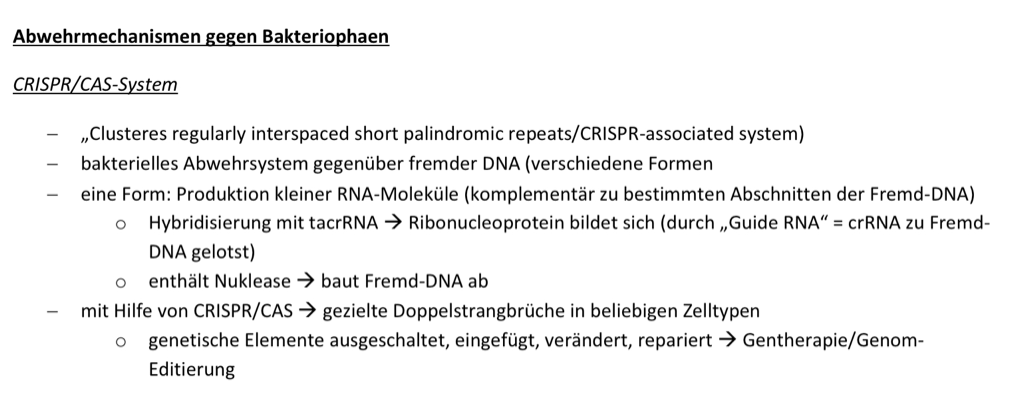 Abwehrmechanismen gegen Bakteriophaen
CRISPR/CAS-System
– „Clusteres regularly interspaced short palindromic repeats/CRISPR-associated system)
– bakterielles Abwehrsystem gegenüber fremder DNA (verschiedene Formen
– eine Form: Produktion kleiner RNA-Moleküle (komplementär zu bestimmten Abschnitten der Fremd-DNA)
o Hybridisierung mit tacrRNA → Ribonucleoprotein bildet sich (durch „Guide RNA“ = crRNA zu Fremd-
DNA gelotst)
o enthält Nuklease → baut Fremd-DNA ab
– mit Hilfe von CRISPR/CAS → gezielte Doppelstrangbrüche in beliebigen Zelltypen
o genetische Elemente ausgeschaltet, eingefügt, verändert, repariert → Gentherapie/Genom-
Editierung